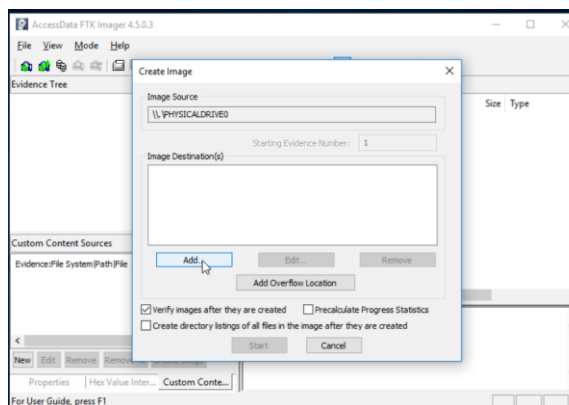 AccessData FTK Imager 4.5.0.3
File View Mode Help
Evidence Tree
Size Type
Create Image
Image Source
\\.\PHYSICALDRIVE0
Starting Evidence Number: 1
Image Destination(s)
Add...
Edit...
Remove
Add Overflow Location
Verify images after they are created
Precalculate Progress Statistics
Create directory listings of all files in the image after they are created
Start
Cancel
Custom Content Sources
Evidence:File System|Path|File
New Edit Remove
Properties Hex Value Inter... Custom Conte...
For User Guide, press F1